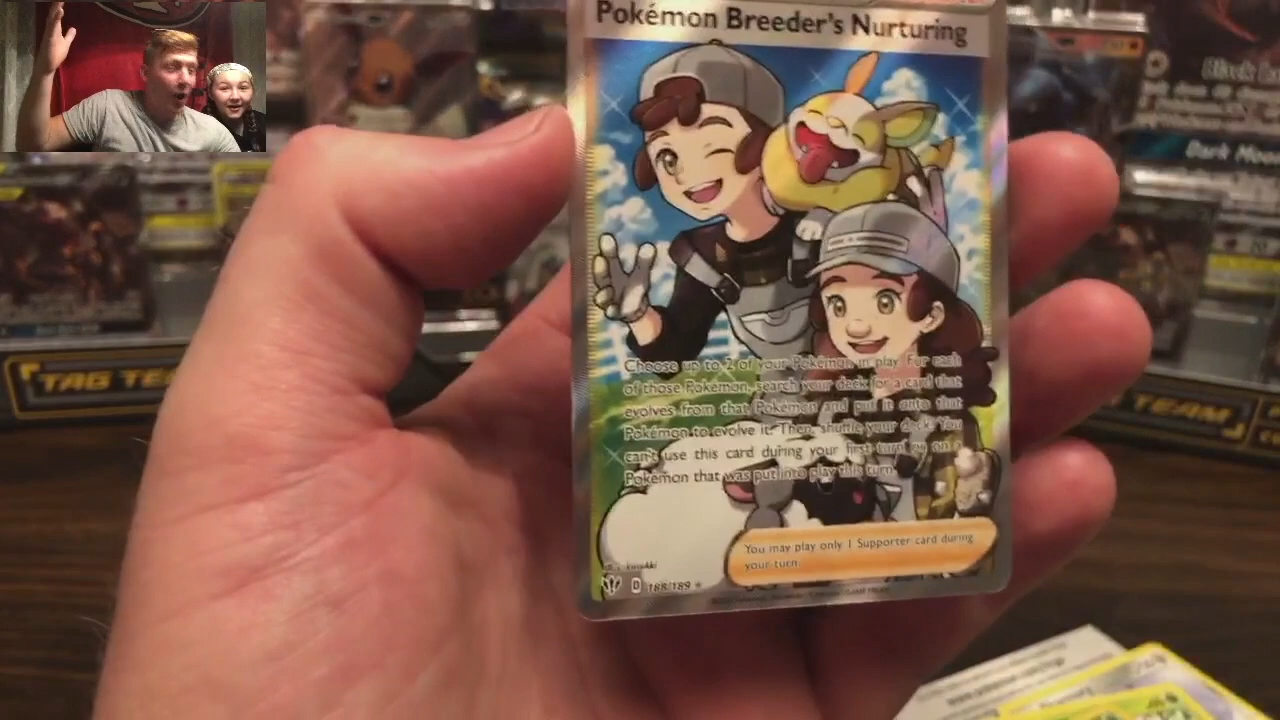 Pokémon Breeder's Nurturing
Choose up to 2 of your Pokémon in play. For each
of those Pokémon, search your deck for a card that
evolves from that Pokémon and put it onto that
Pokémon to evolve it. Then, shuffle your deck. You
can't use this card during your first turn or on a
Pokémon that was put into play this turn.
You may play only 1 Supporter card during
your turn.
D 188/189
TAG TE
TEAM
Dark Moon